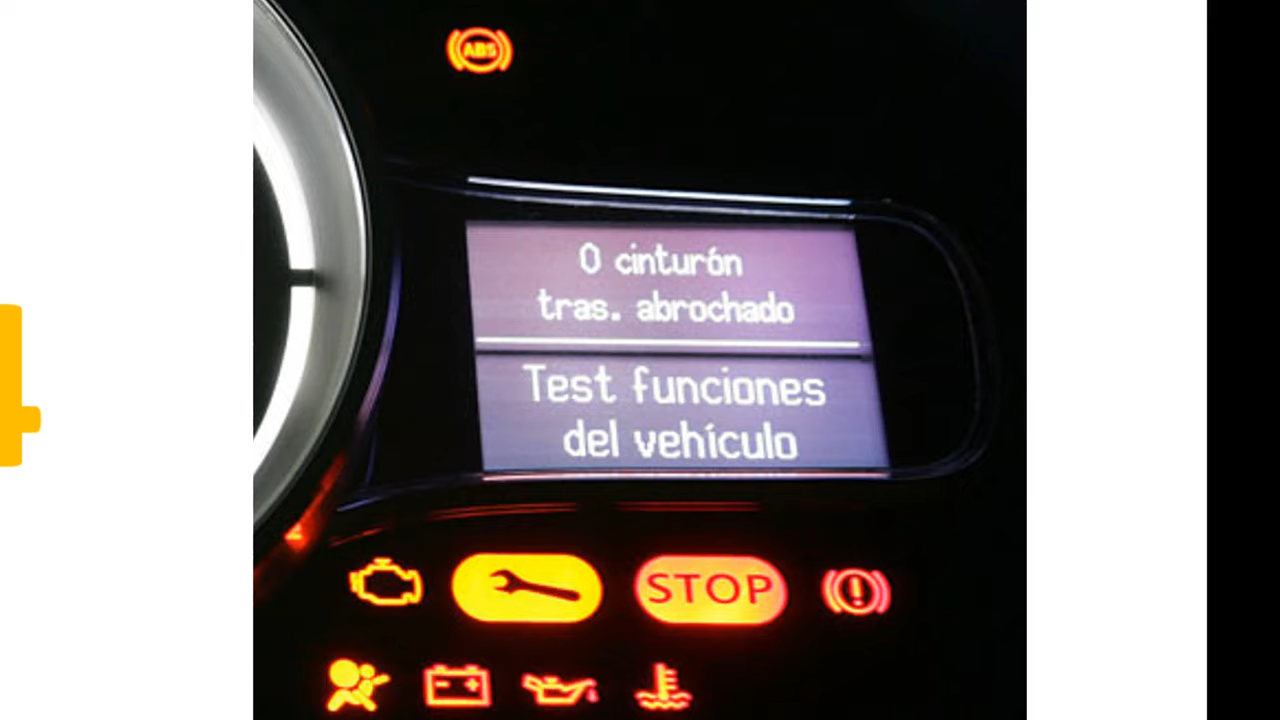 ABS
0 cinturón
tras. abrochado
Test funciones
del vehículo
STOP